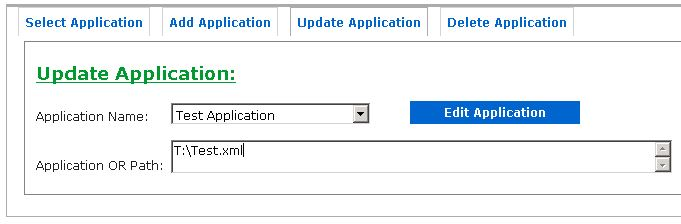 Select Application Add Application Update Application Delete Application
Update Application:
Application Name: Test Application Edit Application
Application OR Path: T:\Test.xml